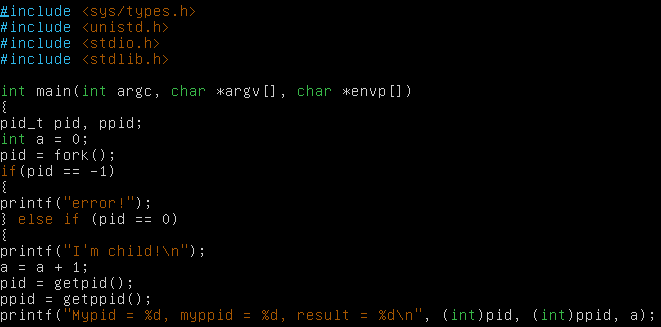 #include <sys/types.h>
#include <unistd.h>
#include <stdio.h>
#include <stdlib.h>
int main(int argc, char *argv[], char *envp[])
{
pid_t pid, ppid;
int a = 0;
pid = fork();
if(pid == -1)
{
printf("error!");
} else if (pid == 0)
{
printf("I'm child!\n");
a = a + 1;
pid = getpid();
ppid = getppid();
printf("Mypid = %d, myppid = %d, result = %d\n", (int)pid, (int)ppid, a);